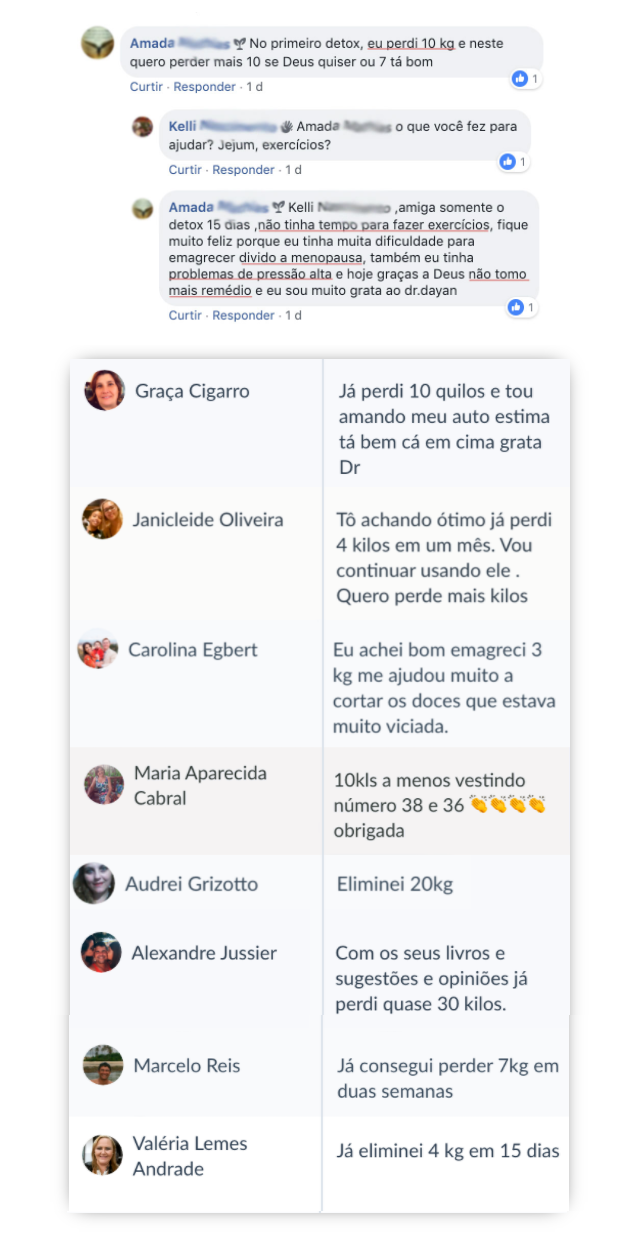 Amada No primeiro detox, eu perdi 10 kg e neste
quero perder mais 10 se Deus quiser ou 7 tá bom
1
Curtir · Responder · 1 d
Kelli Amada o que você fez para
ajudar? Jejum, exercícios?
1
Curtir · Responder · 1 d
Amada Kelli ,amiga somente o
detox 15 dias ,não tinha tempo para fazer exercícios, fique
muito feliz porque eu tinha muita dificuldade para
emagrecer divido a menopausa, também eu tinha
problemas de pressão alta e hoje graças a Deus não tomo
mais remédio e eu sou muito grata ao dr.dayan
1
Curtir · Responder · 1 d
Graça Cigarro
Já perdi 10 quilos e tou
amando meu auto estima
tá bem cá em cima grata
Dr
Janicleide Oliveira
Tô achando ótimo já perdi
4 kilos em um mês. Vou
continuar usando ele .
Quero perde mais kilos
Carolina Egbert
Eu achei bom emagreci 3
kg me ajudou muito a
cortar os doces que estava
muito viciada.
Maria Aparecida
Cabral
10kls a menos vestindo
número 38 e 36 👏👏👏👏
obrigada
Audrei Grizotto
Eliminei 20kg
Alexandre Jussier
Com os seus livros e
sugestões e opiniões já
perdi quase 30 kilos.
Marcelo Reis
Já consegui perder 7kg em
duas semanas
Valéria Lemes
Andrade
Já eliminei 4 kg em 15 dias